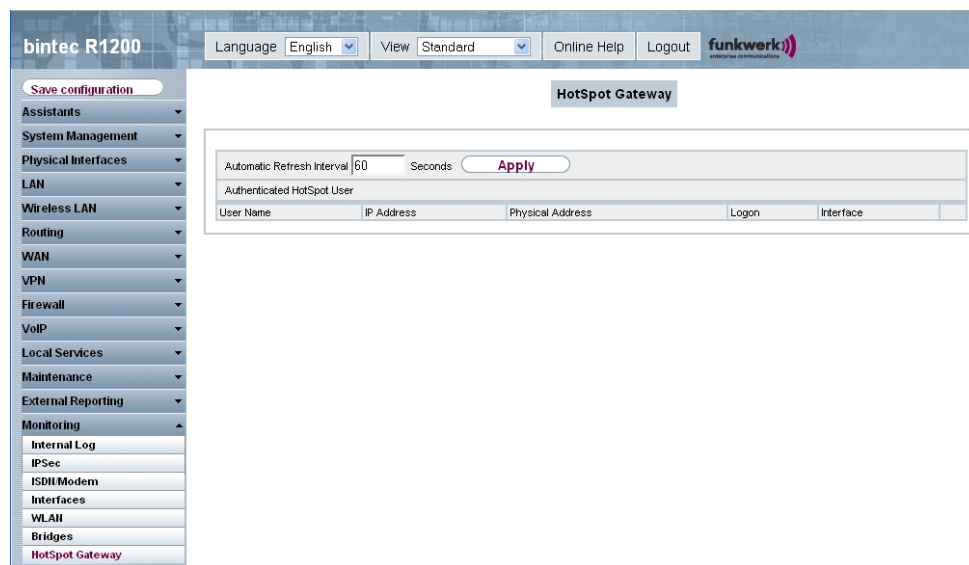 bintec R1200
Language English View Standard Online Help Logout funkwerk
enterprise communications
Save configuration
HotSpot Gateway
Assistants
System Management
Physical Interfaces
LAN
Wireless LAN
Routing
WAN
VPN
Firewall
VoIP
Local Services
Maintenance
External Reporting
Monitoring
Internal Log
IPSec
ISDN/Modem
Interfaces
WLAN
Bridges
HotSpot Gateway
Automatic Refresh Interval 60 Seconds Apply
Authenticated HotSpot User
User Name IP Address Physical Address Logon Interface